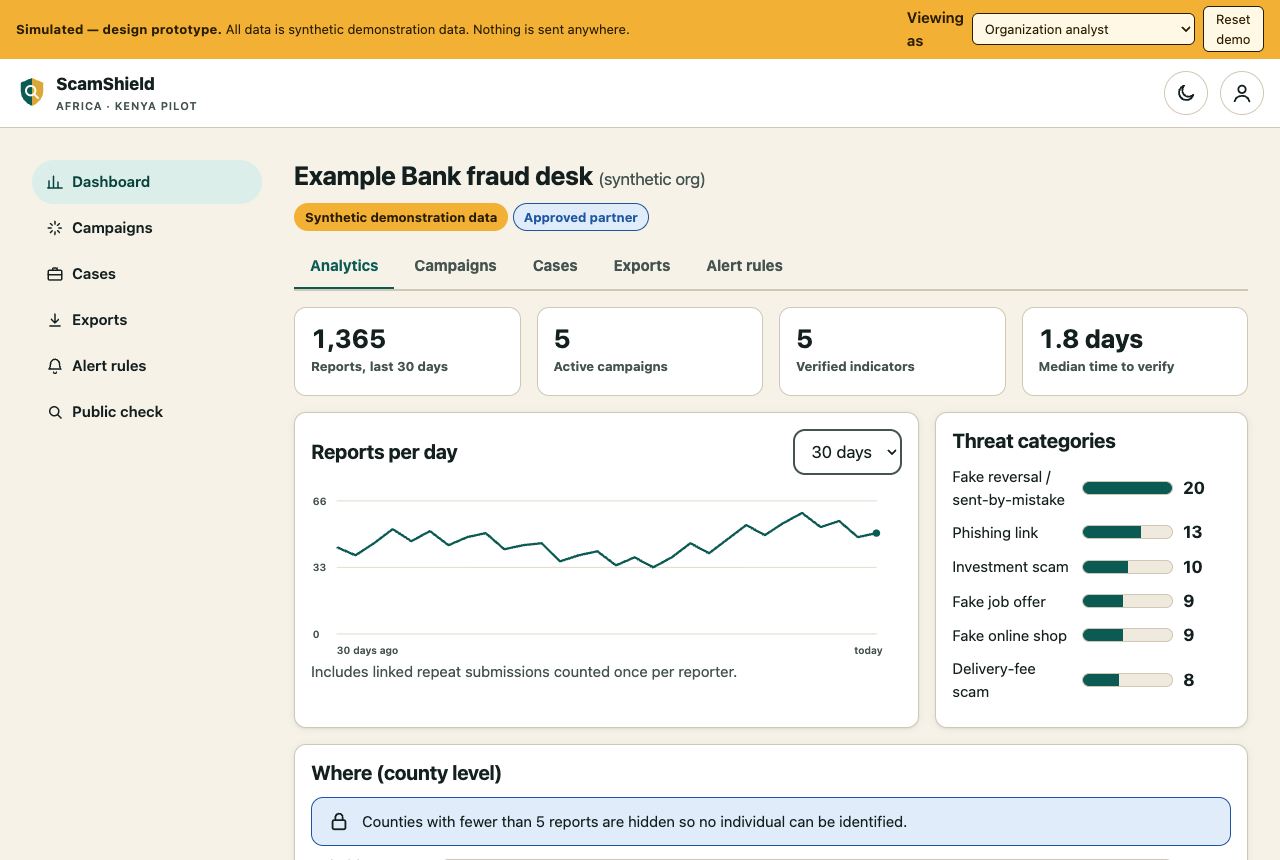 Simulated — design prototype. All data is synthetic demonstration data. Nothing is sent anywhere.
Viewing as
Organization analyst
Reset demo
ScamShield
AFRICA · KENYA PILOT
Dashboard
Campaigns
Cases
Exports
Alert rules
Public check
Example Bank fraud desk (synthetic org)
Synthetic demonstration data
Approved partner
Analytics
Campaigns
Cases
Exports
Alert rules
1,365
Reports, last 30 days
5
Active campaigns
5
Verified indicators
1.8 days
Median time to verify
Reports per day
30 days
66
33
0
30 days ago
today
Includes linked repeat submissions counted once per reporter.
Threat categories
Fake reversal /
sent-by-mistake
20
Phishing link
13
Investment scam
10
Fake job offer
9
Fake online shop
9
Delivery-fee
scam
8
Where (county level)
Counties with fewer than 5 reports are hidden so no individual can be identified.